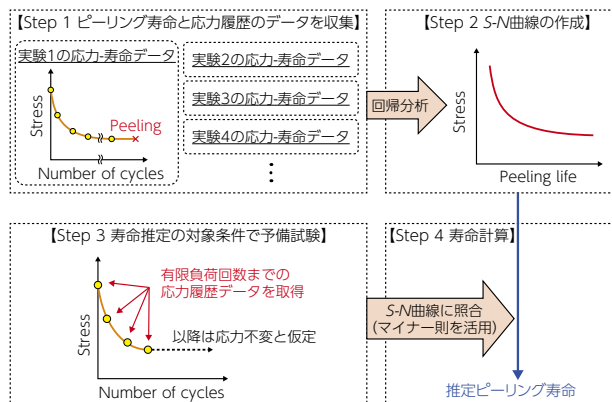 【Step 1 ピーリング寿命と応力履歴のデータを収集】
実験1の応力-寿命データ
Stress
Peeling
Number of cycles
実験2の応力-寿命データ
実験3の応力-寿命データ
実験4の応力-寿命データ
⋮
回帰分析
【Step 2 S-N曲線の作成】
Stress
Peeling life
【Step 3 寿命推定の対象条件で予備試験】
有限負荷回数までの
応力履歴データを取得
以降は応力不変と仮定
Stress
Number of cycles
S-N曲線に照合
(マイナー則を活用)
【Step 4 寿命計算】
推定ピーリング寿命